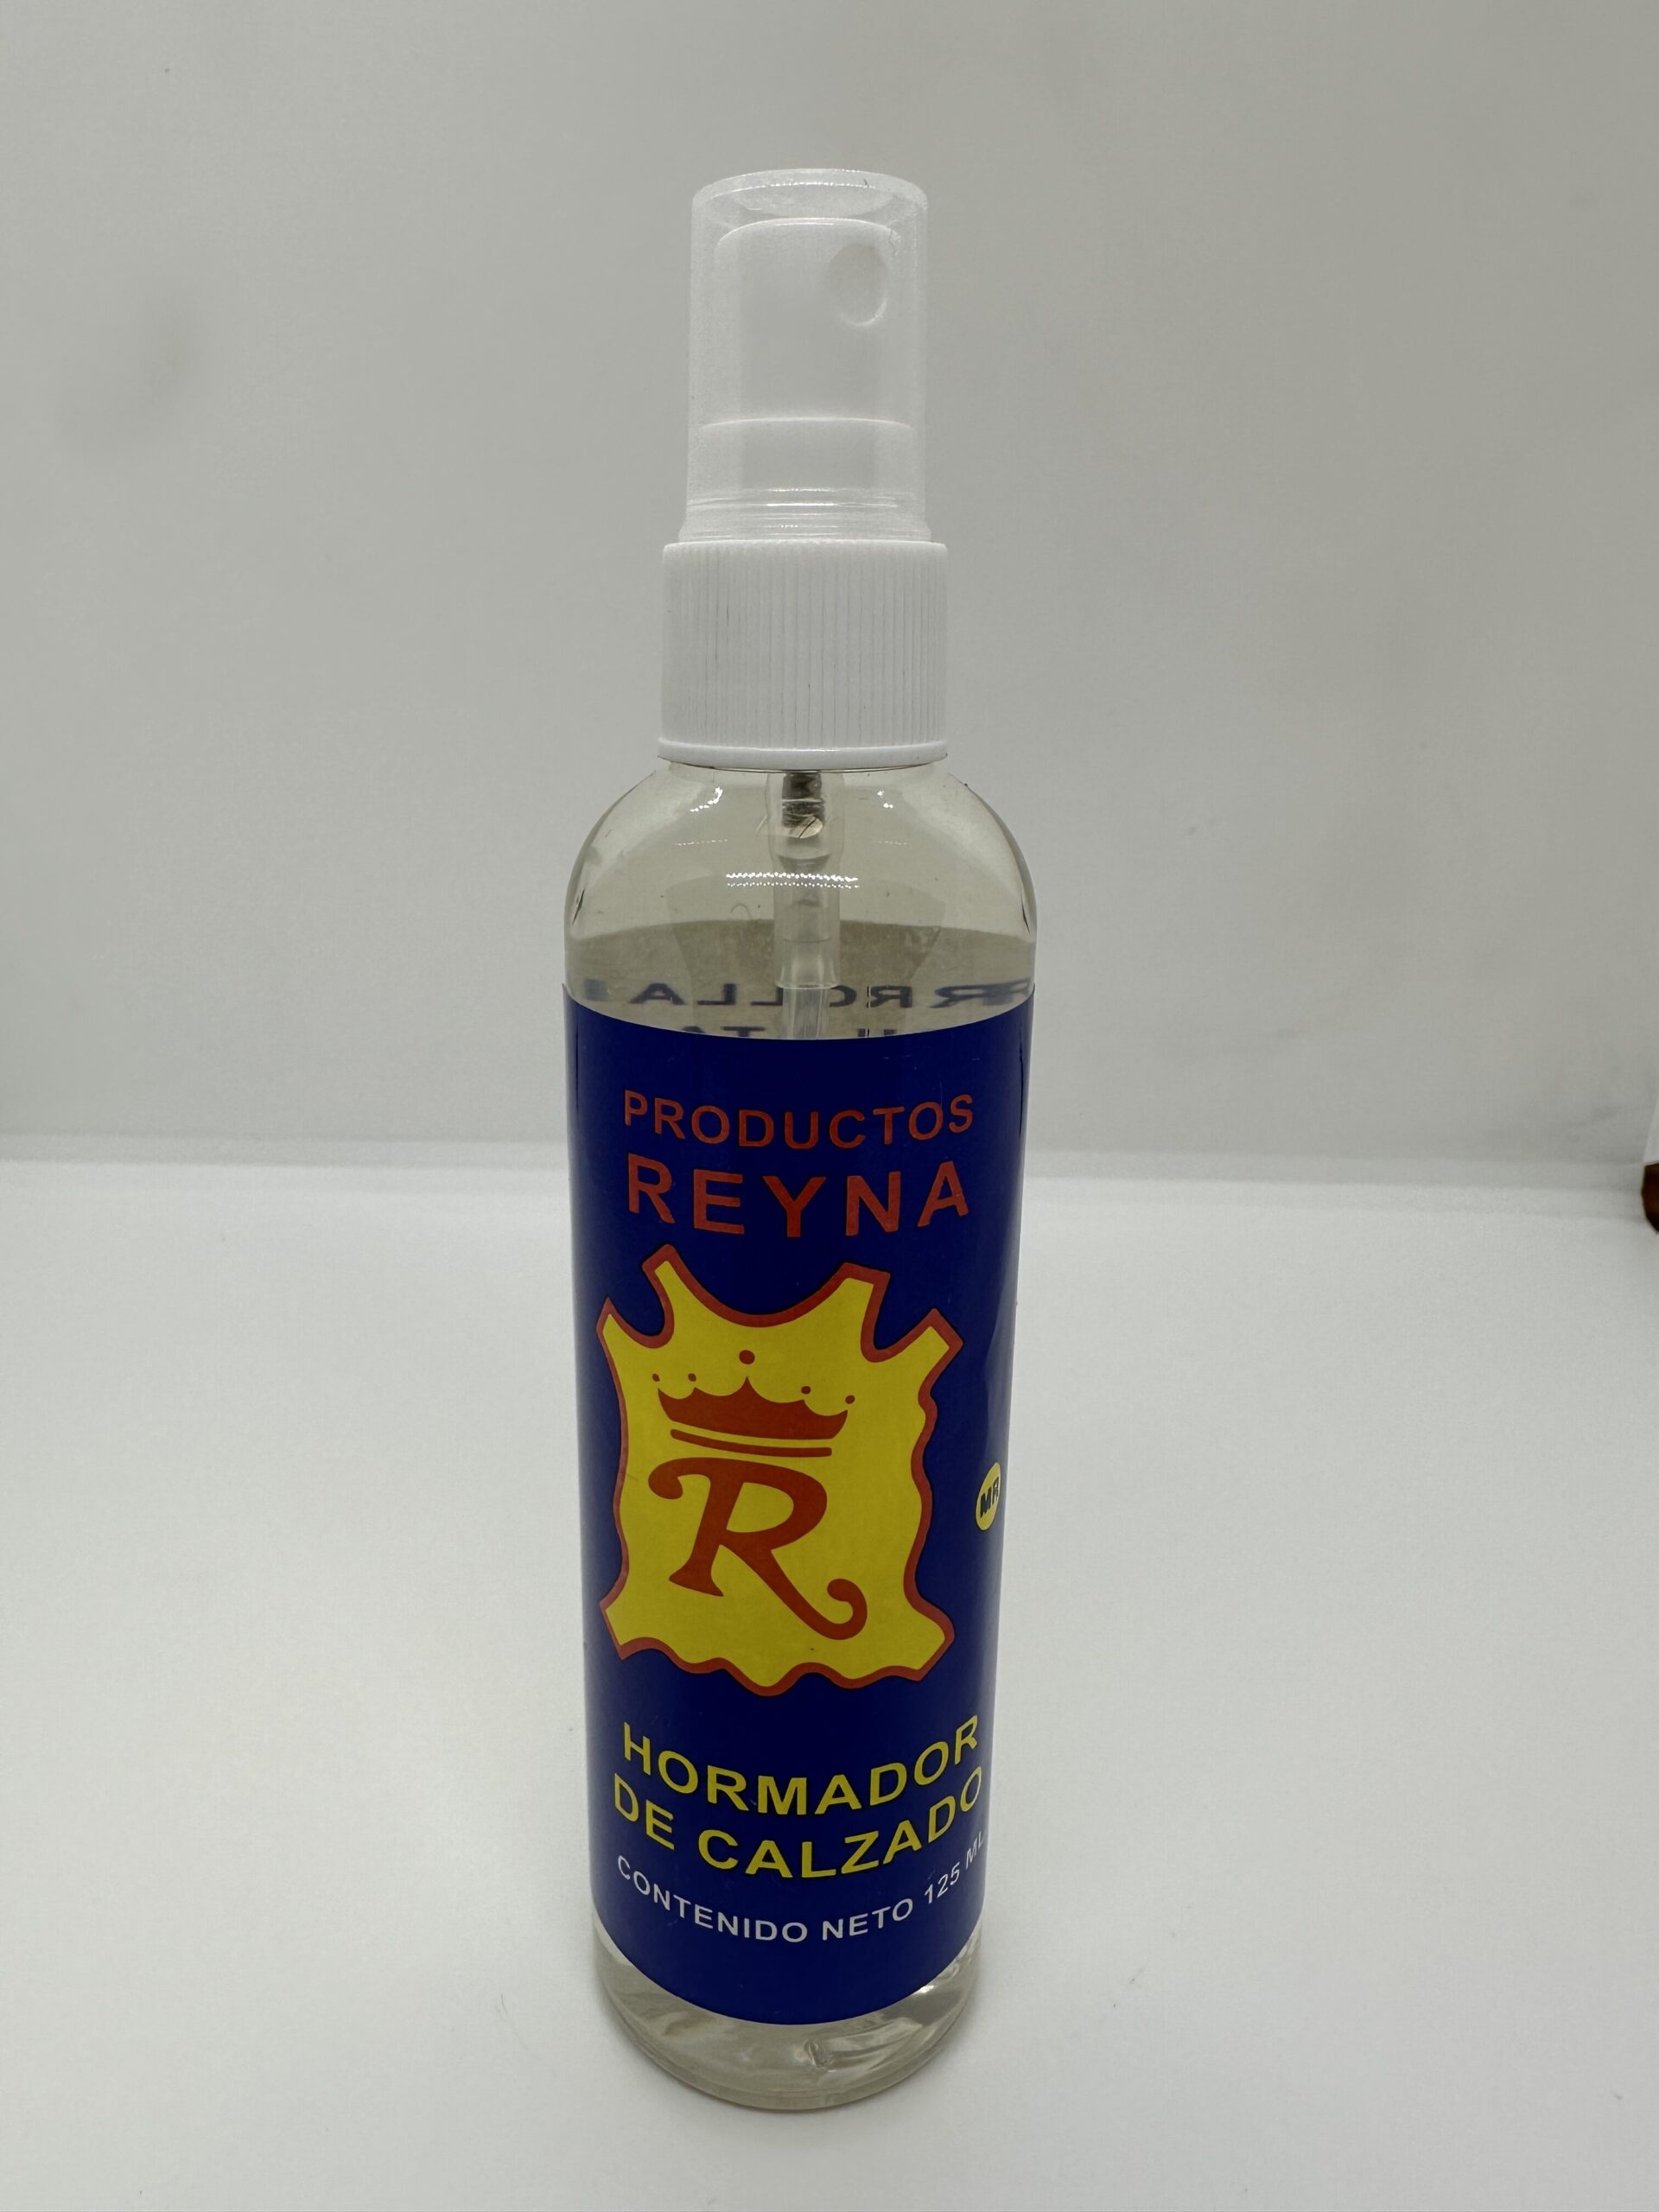 PRODUCTOS
REYNA
R
MR
HORMADOR
DE CALZADO
CONTENIDO NETO 125 ML.